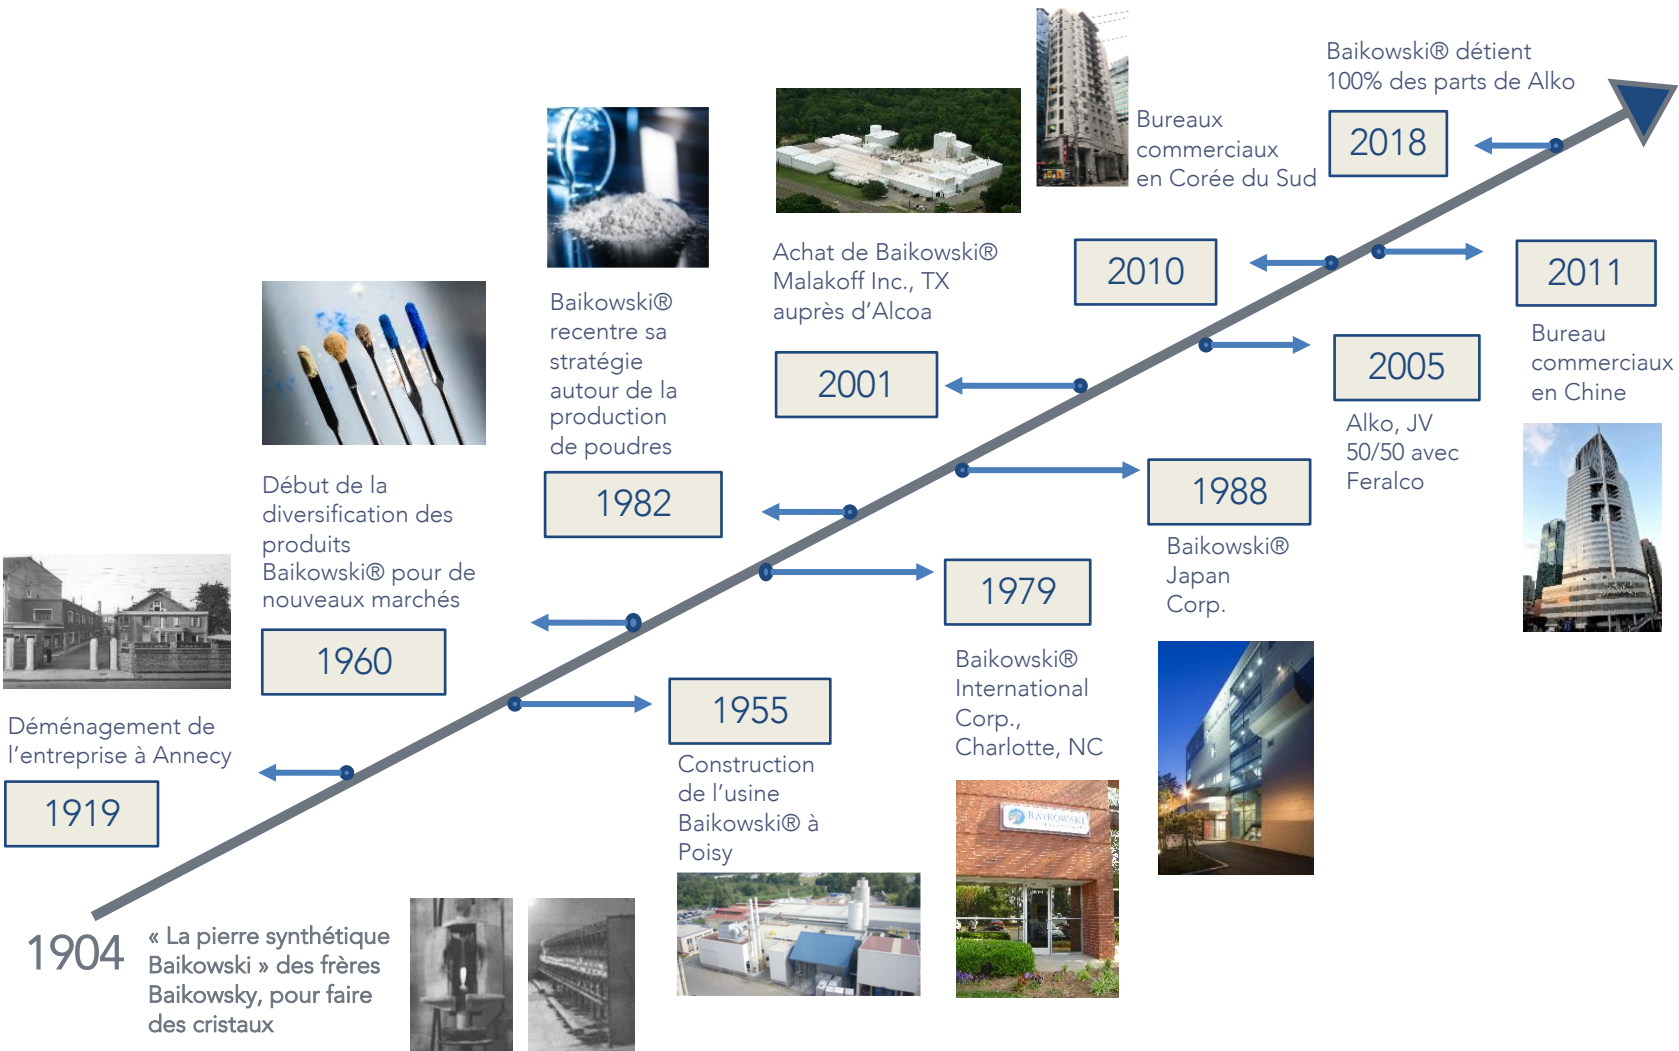 1904
« La pierre synthétique
Baikowski » des frères
Baikowsky, pour faire
des cristaux
Déménagement de
l’entreprise à Annecy
1919
Construction
de l’usine
Baikowski® à
Poisy
1955
Début de la
diversification des
produits
Baikowski® pour de
nouveaux marchés
1960
1979
Baikowski®
International
Corp.,
Charlotte, NC
BAIKOWSKI
Baikowski®
recentre sa
stratégie
autour de la
production
de poudres
1982
1988
Baikowski®
Japan
Corp.
Achat de Baikowski®
Malakoff Inc., TX
auprès d’Alcoa
2001
2005
Alko, JV
50/50 avec
Feralco
Bureaux
commerciaux
en Corée du Sud
2010
2011
Bureau
commerciaux
en Chine
Baikowski® détient
100% des parts de Alko
2018